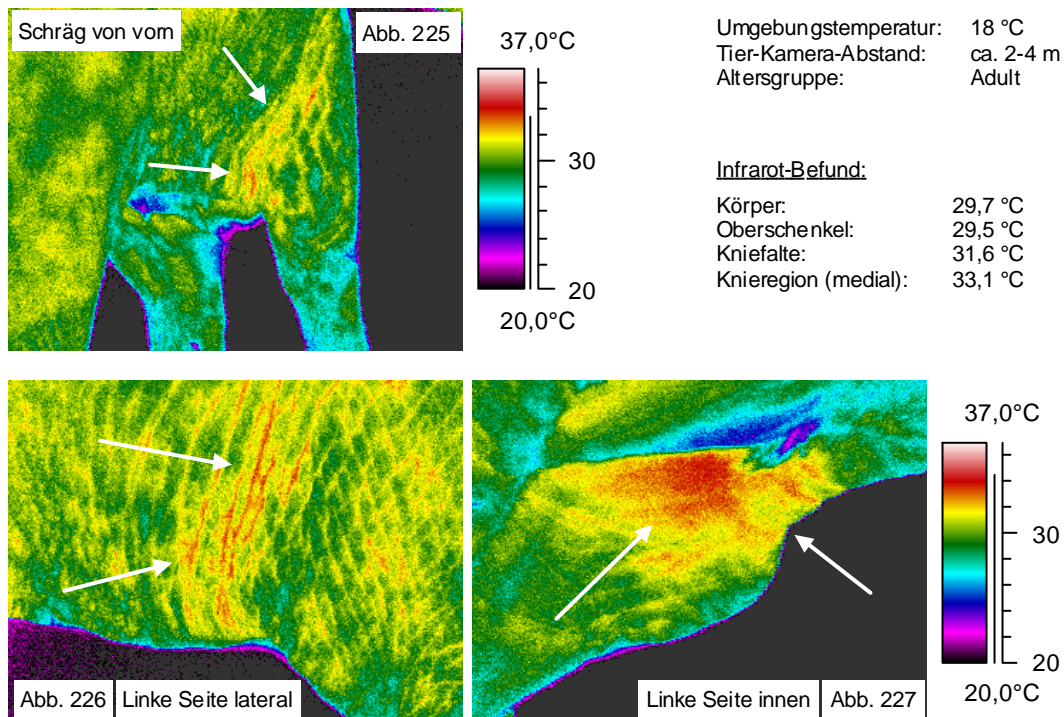 Schräg von vorn
Abb. 225
37,0°C
30
20
20,0°C
Umgebungstemperatur: 18 °C
Tier-Kamera-Abstand: ca. 2-4 m
Altersgruppe: Adult
Infrarot-Befund:
Körper: 29,7 °C
Oberschenkel: 29,5 °C
Kniefalte: 31,6 °C
Knieregion (medial): 33,1 °C
Abb. 226
Linke Seite lateral
Linke Seite innen
Abb. 227
37,0°C
30
20
20,0°C